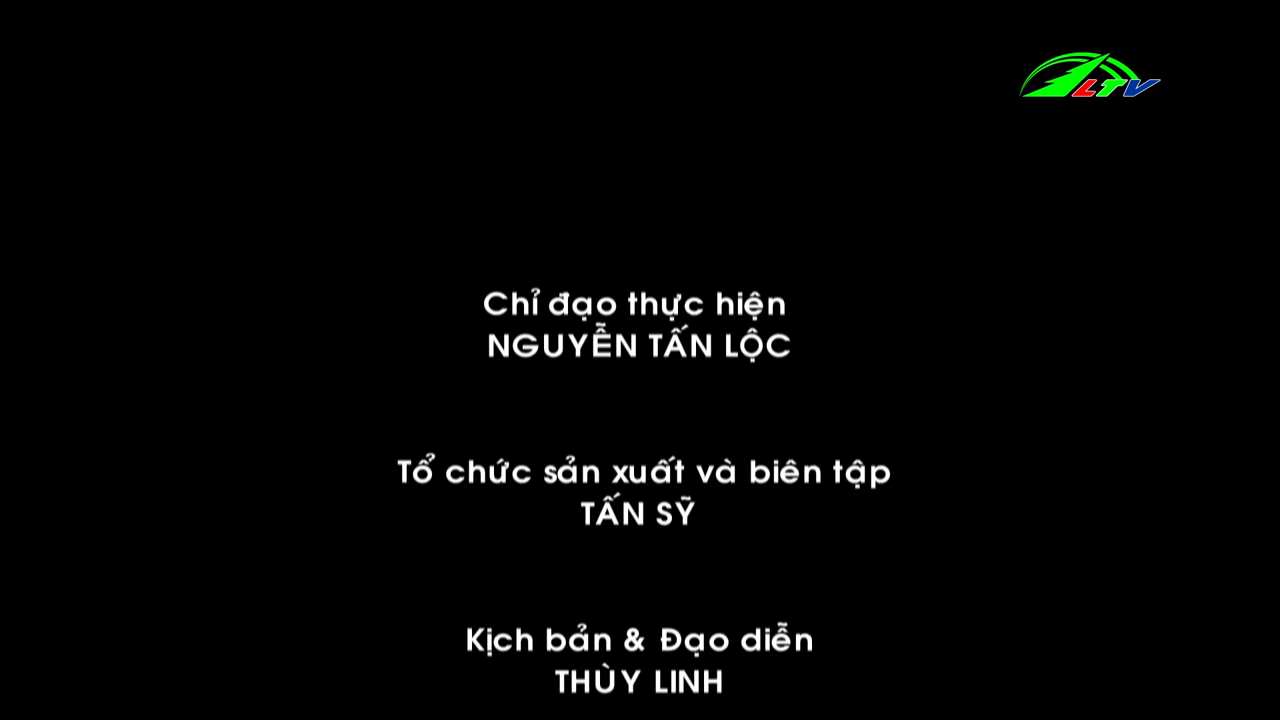 LTV
Chỉ đạo thực hiện
NGUYỄN TẤN LỘC
Tổ chức sản xuất và biên tập
TẤN SỸ
Kịch bản & Đạo diễn
THÙY LINH